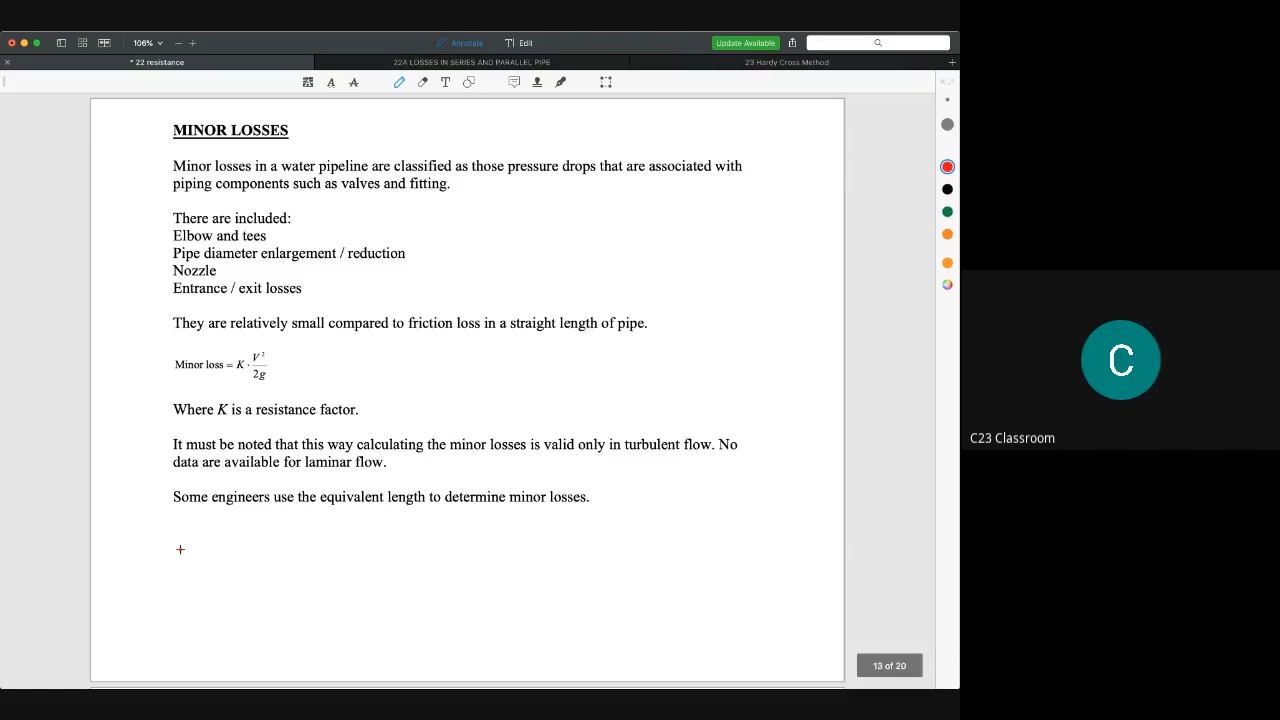 106%
Annotate
Edit
Update Available
* 22 resistance
22A LOSSES IN SERIES AND PARALLEL PIPE
23 Hardy Cross Method
MINOR LOSSES
Minor losses in a water pipeline are classified as those pressure drops that are associated with
piping components such as valves and fitting.
There are included:
Elbow and tees
Pipe diameter enlargement / reduction
Nozzle
Entrance / exit losses
They are relatively small compared to friction loss in a straight length of pipe.
Minor loss = K · V²/2g
Where K is a resistance factor.
It must be noted that this way calculating the minor losses is valid only in turbulent flow. No
data are available for laminar flow.
Some engineers use the equivalent length to determine minor losses.
13 of 20
C
C23 Classroom